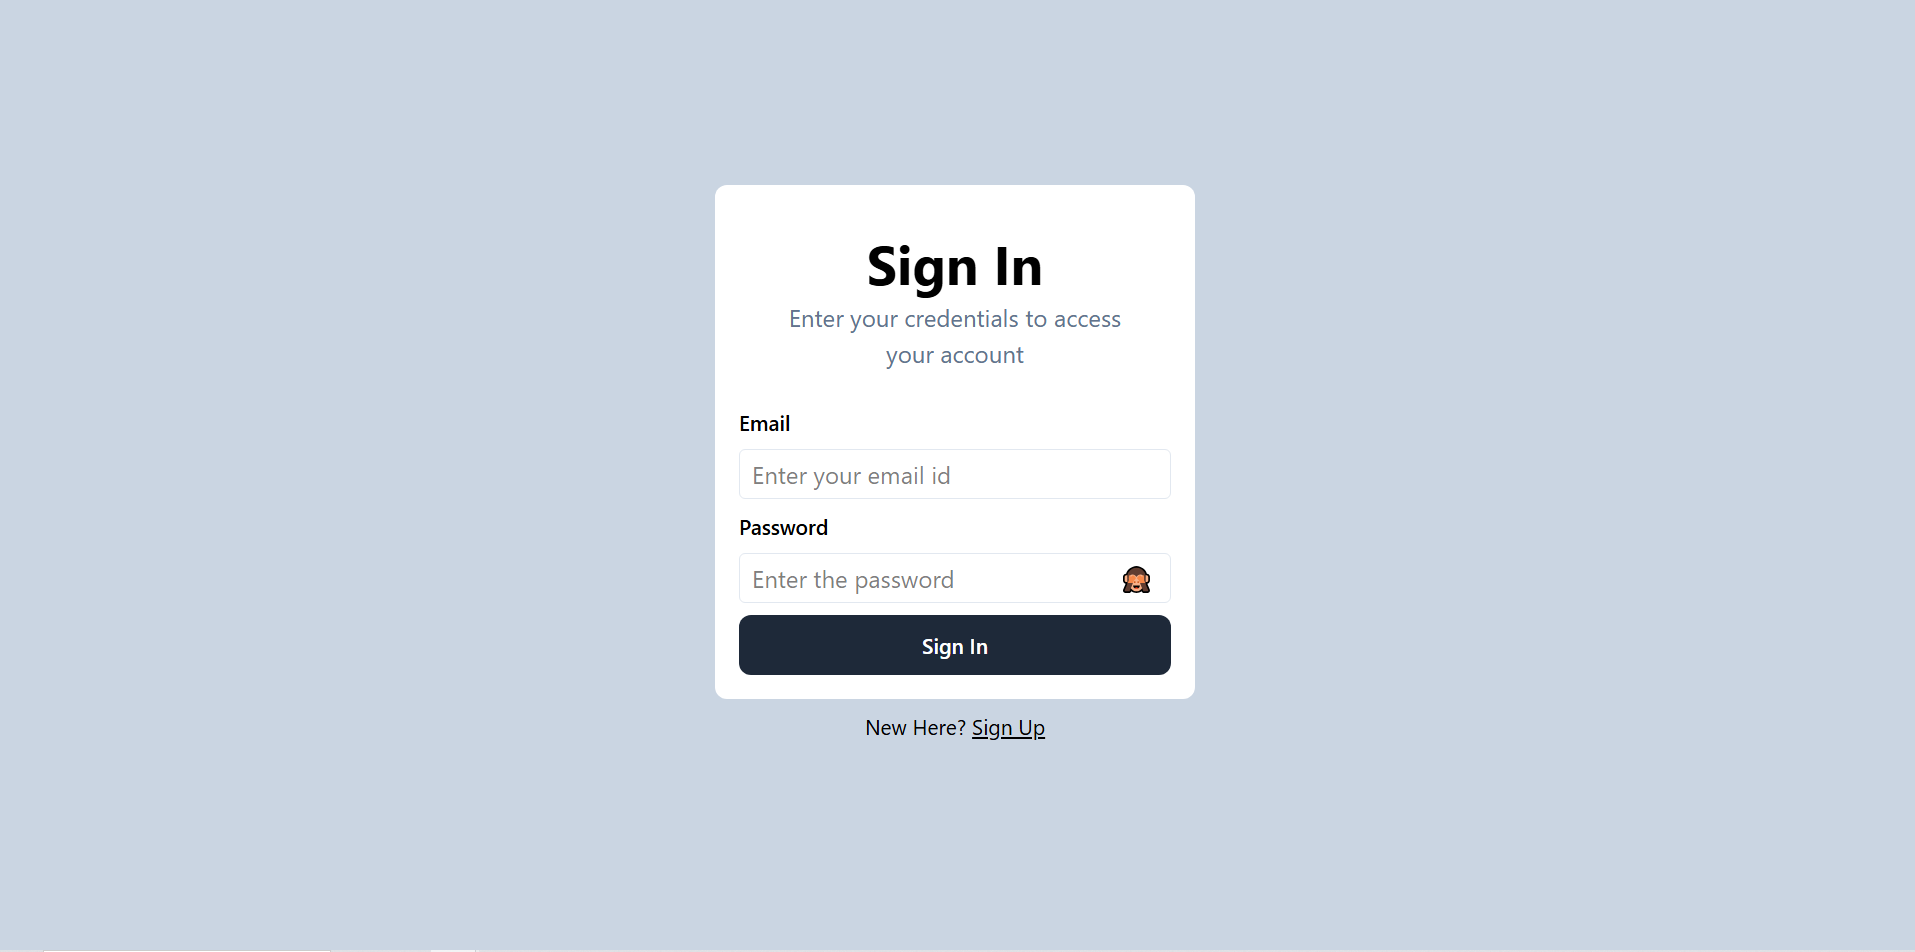 Sign In
Enter your credentials to access
your account
Email
Enter your email id
Password
Enter the password
Sign In
New Here? Sign Up